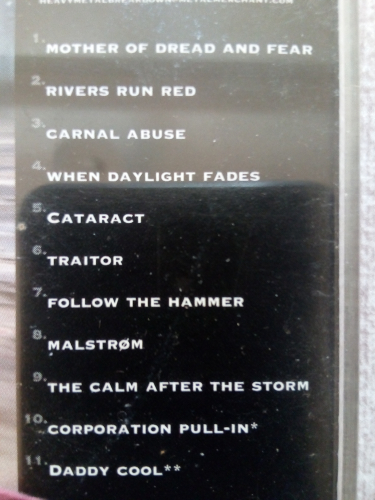 1. MOTHER OF DREAD AND FEAR
2. RIVERS RUN RED
3. CARNAL ABUSE
4. WHEN DAYLIGHT FADES
5. CATARACT
6. TRAITOR
7. FOLLOW THE HAMMER
8. MALSTRØM
9. THE CALM AFTER THE STORM
10. CORPORATION PULL-IN*
11. DADDY COOL**